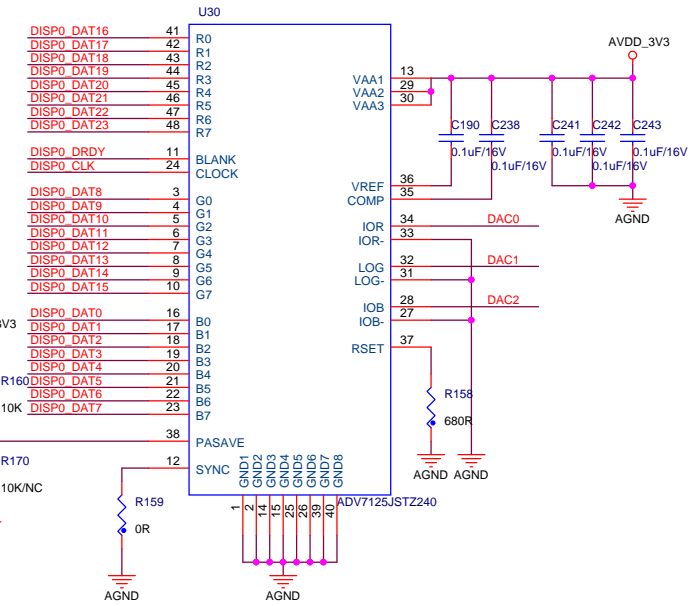 U30
DISP0_DAT16 41 R0
DISP0_DAT17 42 R1
DISP0_DAT18 43 R2
DISP0_DAT19 44 R3
DISP0_DAT20 45 R4
DISP0_DAT21 46 R5
DISP0_DAT22 47 R6
DISP0_DAT23 48 R7
DISP0_DRDY 11 BLANK
DISP0_CLK 24 CLOCK
DISP0_DAT8 3 G0
DISP0_DAT9 4 G1
DISP0_DAT10 5 G2
DISP0_DAT11 6 G3
DISP0_DAT12 7 G4
DISP0_DAT13 8 G5
DISP0_DAT14 9 G6
DISP0_DAT15 10 G7
DISP0_DAT0 16 B0
DISP0_DAT1 17 B1
DISP0_DAT2 18 B2
DISP0_DAT3 19 B3
DISP0_DAT4 20 B4
DISP0_DAT5 21 B5
DISP0_DAT6 22 B6
DISP0_DAT7 23 B7
V3
R160
10K
38 PASAVE
R170
12 SYNC
10K/NC
R159
0R
AGND
GND1 GND2 GND3 GND4 GND5 GND6 GND7 GND8
1 2 14 15 25 26 39 40
AGND
ADV7125JSTZ240
AVDD_3V3
VAA1 13
VAA2 29
VAA3 30
C190 C238 C241 C242 C243
0.1uF/16V 0.1uF/16V 0.1uF/16V
0.1uF/16V 0.1uF/16V
AGND
VREF 36
COMP 35
IOR 34 DAC0
IOR- 33
LOG 32 DAC1
LOG- 31
IOB 28 DAC2
IOB- 27
RSET 37
R158
680R
AGND AGND